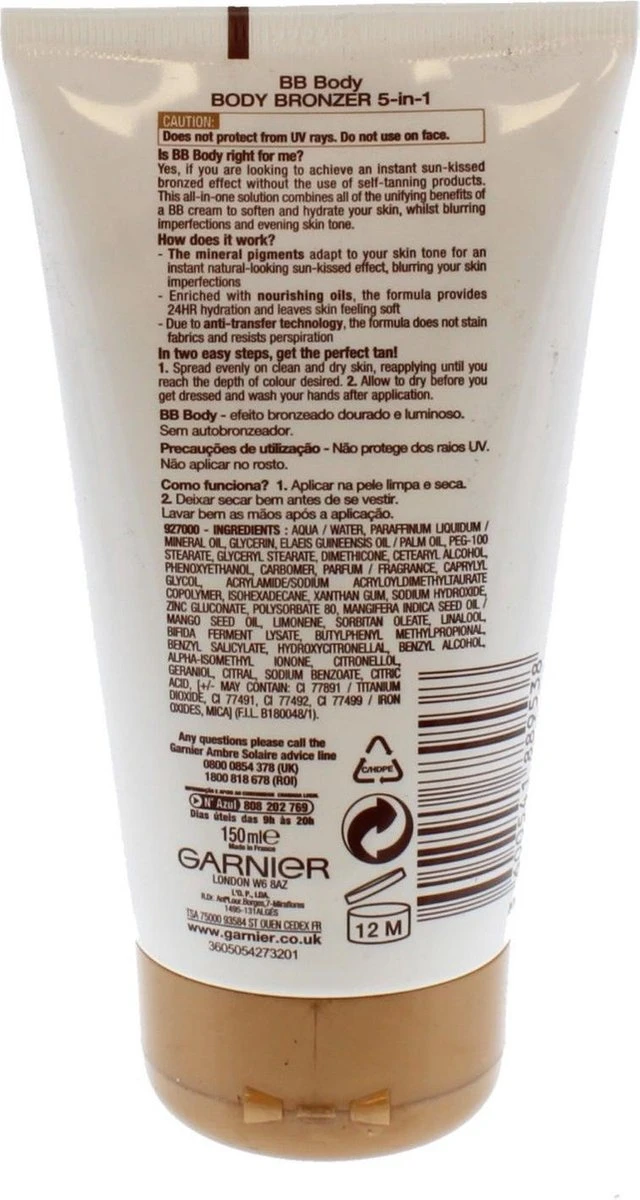 BB Body
BODY BRONZER 5-in-1
CAUTION:
Does not protect from UV rays. Do not use on face.
Is BB Body right for me?
Yes, if you are looking to achieve an instant sun-kissed
bronzed effect without the use of self-tanning products.
This all-in-one solution combines all of the unifying benefits of
a BB cream to soften and hydrate your skin, whilst blurring
imperfections and evening skin tone.
How does it work?
- The mineral pigments adapt to your skin tone for an
instant natural-looking sun-kissed effect, blurring your skin
imperfections
- Enriched with nourishing oils, the formula provides
24HR hydration and leaves skin feeling soft
- Due to anti-transfer technology, the formula does not stain
fabrics and resists perspiration
In two easy steps, get the perfect tan!
1. Spread evenly on clean and dry skin, reapplying until you
reach the depth of colour desired. 2. Allow to dry before you
get dressed and wash your hands after application.
BB Body - efeito bronzeado dourado e luminoso.
Sem autobronzeador.
Precauções de utilização - Não protege dos raios UV.
Não aplicar no rosto.
Como funciona? 1. Aplicar na pele limpa e seca.
2. Deixar secar bem antes de se vestir.
Lavar bem as mãos após a aplicação.
927000 - INGREDIENTS : AQUA / WATER, PARAFFINUM LIQUIDUM /
MINERAL OIL, GLYCERIN, ELAEIS GUINEENSIS OIL / PALM OIL, PEG-100
STEARATE, GLYCERYL STEARATE, DIMETHICONE, CETEARYL ALCOHOL,
PHENOXYETHANOL, CARBOMER, PARFUM / FRAGRANCE, CAPRYLYL
GLYCOL, ACRYLAMIDE/SODIUM ACRYLOYLDIMETHYLTAURATE
COPOLYMER, ISOHEXADECANE, XANTHAN GUM, SODIUM HYDROXIDE,
ZINC GLUCONATE, POLYSORBATE 80, MANGIFERA INDICA SEED OIL /
MANGO SEED OIL, LIMONENE, SORBITAN OLEATE, LINALOOL,
BIFIDA FERMENT LYSATE, BUTYLPHENYL METHYLPROPIONAL,
BENZYL SALICYLATE, HYDROXYCITRONELLAL, BENZYL ALCOHOL,
ALPHA-ISOMETHYL IONONE, CITRONELLOL,
GERANIOL, CITRAL, SODIUM BENZOATE, CITRIC
ACID, [+/- MAY CONTAIN: CI 77891 / TITANIUM
DIOXIDE, CI 77491, CI 77492, CI 77499 / IRON
OXIDES, MICA] (F.I.L. B180048/1).
Any questions please call the
Garnier Ambre Solaire advice line
0800 0854 378 (UK)
1800 818 678 (ROI)
C/HDPE
INFORMAÇÃO E APOIO AO CONSUMIDOR CHAMADA LOCAL
Nº Azul 808 202 769
Dias úteis das 9h às 20h
150 ml e
Made in France
GARNIER
LONDON W6 8AZ
L'O. P., LDA.
1495-131 ALGÉS
TSA 75000 93584 ST OUEN CEDEX FR
www.garnier.co.uk
3605054273201
12 M